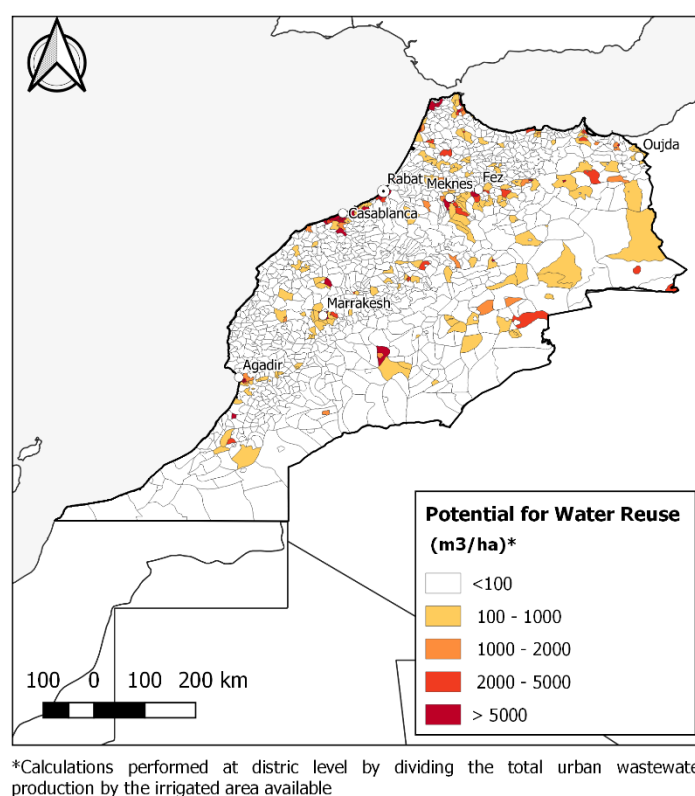 Oujda
Rabat
Meknes
Fez
Casablanca
Marrakesh
Agadir
Potential for Water Reuse
(m3/ha)*
<100
100 - 1000
1000 - 2000
2000 - 5000
> 5000
100 0 100 200 km
*Calculations performed at distric level by dividing the total urban wastewate
production by the irrigated area available